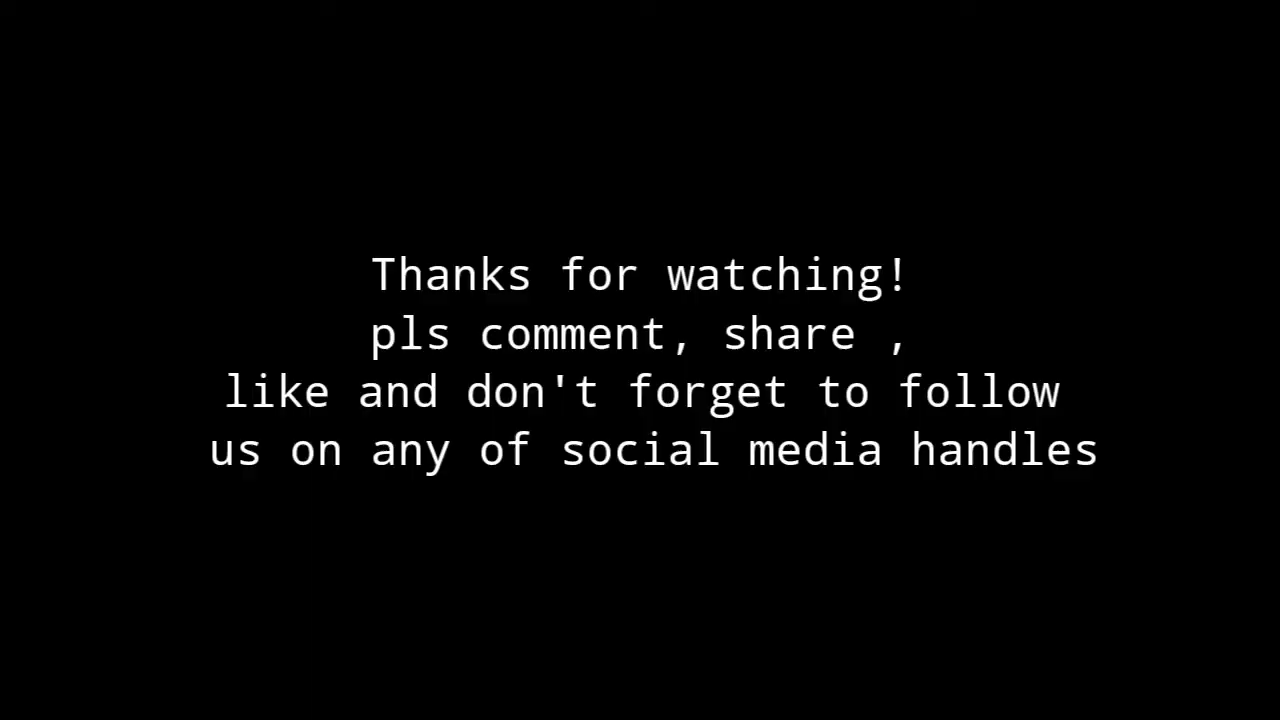 Thanks for watching!
pls comment, share ,
like and don't forget to follow
us on any of social media handles